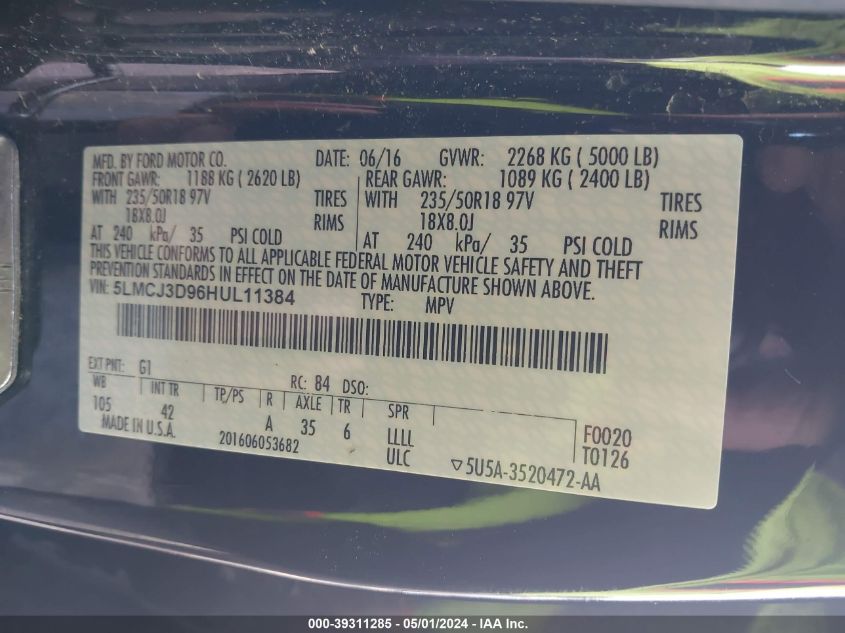 MFD. BY FORD MOTOR CO. DATE: 06/16 GVWR: 2268 KG ( 5000 LB)
FRONT GAWR: 1188 KG ( 2620 LB) REAR GAWR: 1089 KG ( 2400 LB)
WITH 235/50R18 97V TIRES WITH 235/50R18 97V TIRES
18X8.0J RIMS 18X8.0J RIMS
AT 240 kPa/ 35 PSI COLD AT 240 kPa/ 35 PSI COLD
THIS VEHICLE CONFORMS TO ALL APPLICABLE FEDERAL MOTOR VEHICLE SAFETY AND THEFT
PREVENTION STANDARDS IN EFFECT ON THE DATE OF MANUFACTURE SHOWN ABOVE.
VIN: 5LMCJ3D96HUL11384 TYPE: MPV
EXT PNT: G1 RC: 84 DSO:
WB INT TR TP/PS R AXLE TR SPR
105 42 A 35 6 LLLL F0020
MADE IN U.S.A. 201606053682 ULC T0126
▽5U5A-3520472-AA
000-39311285 - 05/01/2024 - IAA Inc.